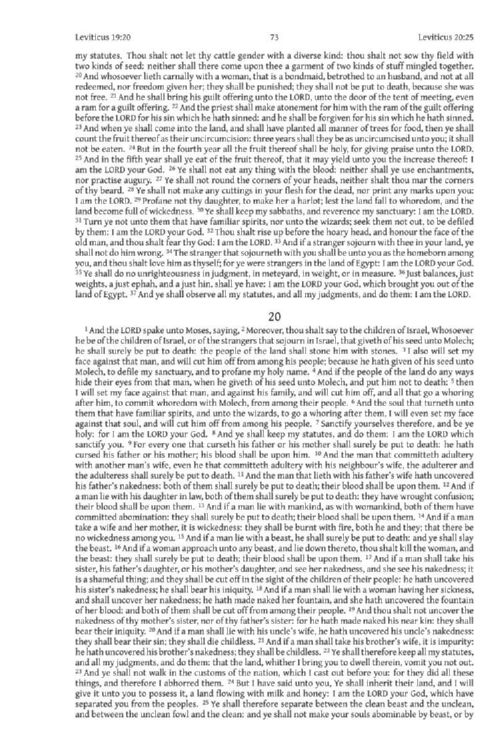 Leviticus 19:20 73 Leviticus 20:25
my statutes. Thou shalt not let thy cattle gender with a diverse kind: thou shalt not sow thy field with
two kinds of seed: neither shall there come upon thee a garment of two kinds of stuff mingled together.
20 And whosoever lieth carnally with a woman, that is a bondmaid, betrothed to an husband, and not at all
redeemed, nor freedom given her; they shall be punished; they shall not be put to death, because she was
not free. 21 And he shall bring his guilt offering unto the LORD, unto the door of the tent of meeting, even
a ram for a guilt offering. 22 And the priest shall make atonement for him with the ram of the guilt offering
before the LORD for his sin which he hath sinned: and he shall be forgiven for his sin which he hath sinned.
23 And when ye shall come into the land, and shall have planted all manner of trees for food, then ye shall
count the fruit thereof as their uncircumcision: three years shall they be as uncircumcised unto you; it shall
not be eaten. 24 But in the fourth year all the fruit thereof shall be holy, for giving praise unto the LORD.
25 And in the fifth year shall ye eat of the fruit thereof, that it may yield unto you the increase thereof: I
am the LORD your God. 26 Ye shall not eat any thing with the blood: neither shall ye use enchantments,
nor practise augury. 27 Ye shall not round the corners of your heads, neither shalt thou mar the corners
of thy beard. 28 Ye shall not make any cuttings in your flesh for the dead, nor print any marks upon you:
I am the LORD. 29 Profane not thy daughter, to make her a harlot; lest the land fall to whoredom, and the
land become full of wickedness. 30 Ye shall keep my sabbaths, and reverence my sanctuary: I am the LORD.
31 Turn ye not unto them that have familiar spirits, nor unto the wizards; seek them not out, to be defiled
by them: I am the LORD your God. 32 Thou shalt rise up before the hoary head, and honour the face of the
old man, and thou shalt fear thy God: I am the LORD. 33 And if a stranger sojourn with thee in your land, ye
shall not do him wrong. 34 The stranger that sojourneth with you shall be unto you as the homeborn among
you, and thou shalt love him as thyself; for ye were strangers in the land of Egypt: I am the LORD your God.
35 Ye shall do no unrighteousness in judgment, in meteyard, in weight, or in measure. 36 Just balances, just
weights, a just ephah, and a just hin, shall ye have: I am the LORD your God, which brought you out of the
land of Egypt. 37 And ye shall observe all my statutes, and all my judgments, and do them: I am the LORD.
20
1 And the LORD spake unto Moses, saying, 2 Moreover, thou shalt say to the children of Israel, Whosoever
he be of the children of Israel, or of the strangers that sojourn in Israel, that giveth of his seed unto Molech;
he shall surely be put to death: the people of the land shall stone him with stones. 3 I also will set my
face against that man, and will cut him off from among his people; because he hath given of his seed unto
Molech, to defile my sanctuary, and to profane my holy name. 4 And if the people of the land do any ways
hide their eyes from that man, when he giveth of his seed unto Molech, and put him not to death: 5 then
I will set my face against that man, and against his family, and will cut him off, and all that go a whoring
after him, to commit whoredom with Molech, from among their people. 6 And the soul that turneth unto
them that have familiar spirits, and unto the wizards, to go a whoring after them, I will even set my face
against that soul, and will cut him off from among his people. 7 Sanctify yourselves therefore, and be ye
holy: for I am the LORD your God. 8 And ye shall keep my statutes, and do them: I am the LORD which
sanctify you. 9 For every one that curseth his father or his mother shall surely be put to death: he hath
cursed his father or his mother; his blood shall be upon him. 10 And the man that committeth adultery
with another man's wife, even he that committeth adultery with his neighbour's wife, the adulterer and
the adulteress shall surely be put to death. 11 And the man that lieth with his father's wife hath uncovered
his father's nakedness: both of them shall surely be put to death; their blood shall be upon them. 12 And if
a man lie with his daughter in law, both of them shall surely be put to death: they have wrought confusion;
their blood shall be upon them. 13 And if a man lie with mankind, as with womankind, both of them have
committed abomination: they shall surely be put to death; their blood shall be upon them. 14 And if a man
take a wife and her mother, it is wickedness: they shall be burnt with fire, both he and they; that there be
no wickedness among you. 15 And if a man lie with a beast, he shall surely be put to death: and ye shall slay
the beast. 16 And if a woman approach unto any beast, and lie down thereto, thou shalt kill the woman, and
the beast: they shall surely be put to death; their blood shall be upon them. 17 And if a man shall take his
sister, his father's daughter, or his mother's daughter, and see her nakedness, and she see his nakedness; it
is a shameful thing; and they shall be cut off in the sight of the children of their people: he hath uncovered
his sister's nakedness; he shall bear his iniquity. 18 And if a man shall lie with a woman having her sickness,
and shall uncover her nakedness; he hath made naked her fountain, and she hath uncovered the fountain
of her blood: and both of them shall be cut off from among their people. 19 And thou shalt not uncover the
nakedness of thy mother's sister, nor of thy father's sister: for he hath made naked his near kin: they shall
bear their iniquity. 20 And if a man shall lie with his uncle's wife, he hath uncovered his uncle's nakedness:
they shall bear their sin; they shall die childless. 21 And if a man shall take his brother's wife, it is impurity:
he hath uncovered his brother's nakedness; they shall be childless. 22 Ye shall therefore keep all my statutes,
and all my judgments, and do them: that the land, whither I bring you to dwell therein, vomit you not out.
23 And ye shall not walk in the customs of the nation, which I cast out before you: for they did all these
things, and therefore I abhorred them. 24 But I have said unto you, Ye shall inherit their land, and I will
give it unto you to possess it, a land flowing with milk and honey: I am the LORD your God, which have
separated you from the peoples. 25 Ye shall therefore separate between the clean beast and the unclean,
and between the unclean fowl and the clean: and ye shall not make your souls abominable by beast, or by